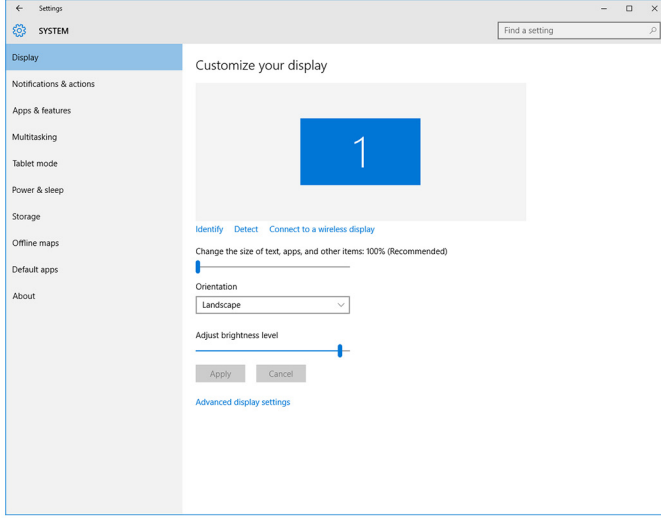 Settings
SYSTEM
Find a setting
Display
Notifications & actions
Apps & features
Multitasking
Tablet mode
Power & sleep
Storage
Offline maps
Default apps
About
Customize your display
1
Identify Detect Connect to a wireless display
Change the size of text, apps, and other items: 100% (Recommended)
Orientation
Landscape
Adjust brightness level
Apply Cancel
Advanced display settings